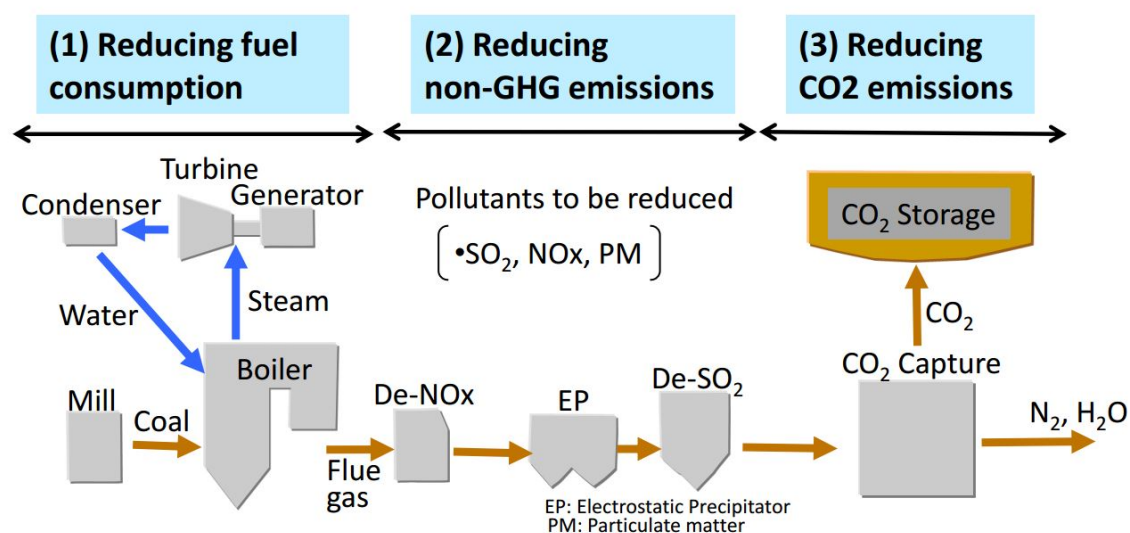 (1) Reducing fuel
consumption
(2) Reducing
non-GHG emissions
(3) Reducing
CO2 emissions
Turbine
Generator
Condenser
Steam
Water
Boiler
Mill
Coal
Flue
gas
Pollutants to be reduced
•SO₂, NOx, PM
De-NOx
EP
De-SO₂
EP: Electrostatic Precipitator
PM: Particulate matter
CO₂ Storage
CO₂
CO₂ Capture
N₂, H₂O